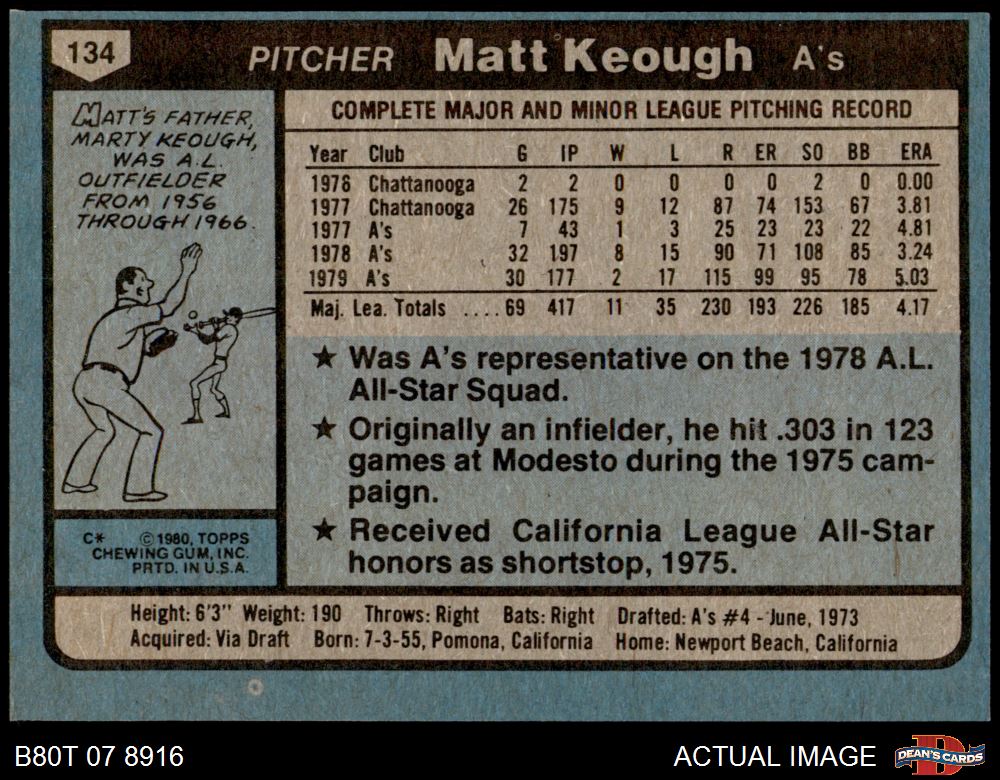 134 PITCHER Matt Keough A's
MATT'S FATHER,
MARTY KEOUGH,
WAS A.L.
OUTFIELDER
FROM 1956
THROUGH 1966.
C* ©1980, TOPPS
CHEWING GUM, INC.
PRTD. IN U.S.A.
COMPLETE MAJOR AND MINOR LEAGUE PITCHING RECORD
Year Club G IP W L R ER SO BB ERA
1976 Chattanooga 2 2 0 0 0 0 2 0 0.00
1977 Chattanooga 26 175 9 12 87 74 153 67 3.81
1977 A's 7 43 1 3 25 23 23 22 4.81
1978 A's 32 197 8 15 90 71 108 85 3.24
1979 A's 30 177 2 17 115 99 95 78 5.03
Maj. Lea. Totals ....69 417 11 35 230 193 226 185 4.17
★ Was A's representative on the 1978 A.L.
All-Star Squad.
★ Originally an infielder, he hit .303 in 123
games at Modesto during the 1975 cam-
paign.
★ Received California League All-Star
honors as shortstop, 1975.
Height: 6'3" Weight: 190 Throws: Right Bats: Right Drafted: A's #4 - June, 1973
Acquired: Via Draft Born: 7-3-55, Pomona, California Home: Newport Beach, California
B80T 07 8916 ACTUAL IMAGE DEAN'S CARDS